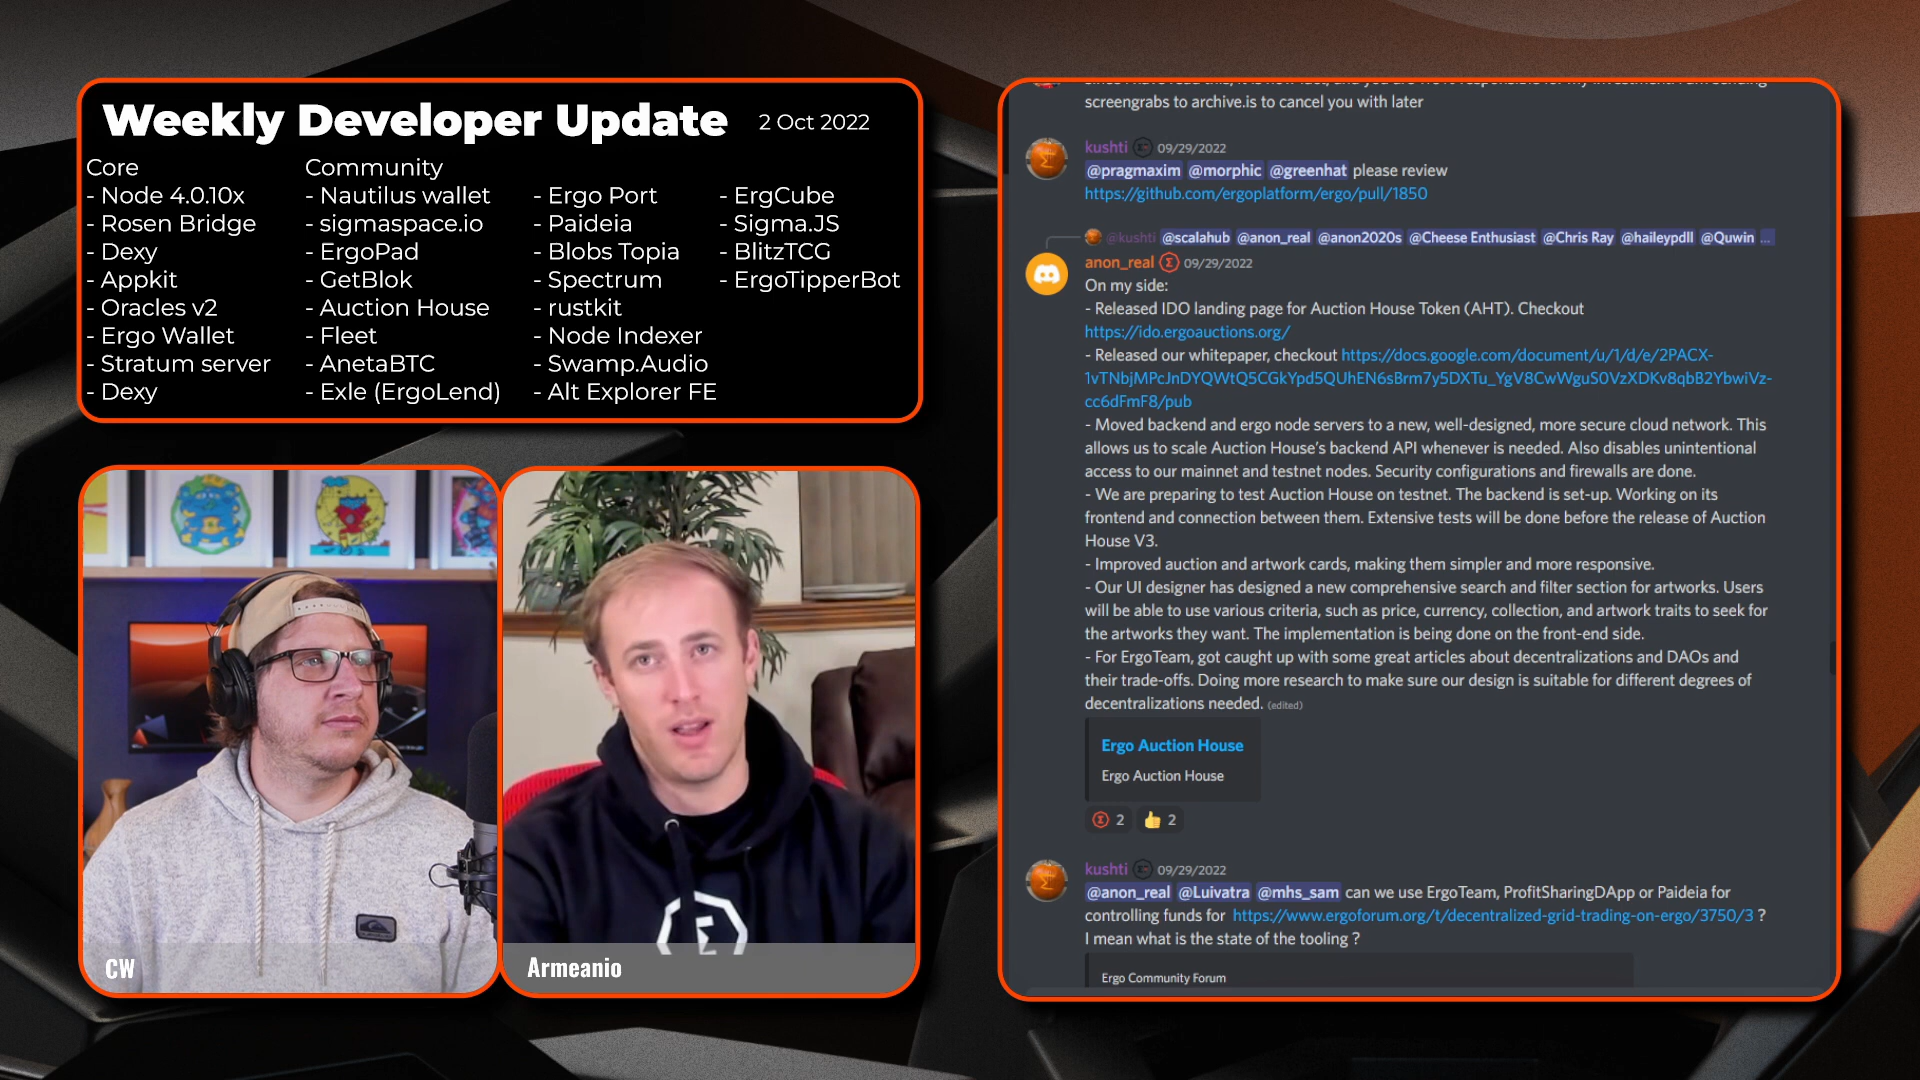 Weekly Developer Update 2 Oct 2022
Core
- Node 4.0.10x
- Rosen Bridge
- Dexy
- Appkit
- Oracles v2
- Ergo Wallet
- Stratum server
- Dexy
Community
- Nautilus wallet
- sigmaspace.io
- ErgoPad
- GetBlok
- Auction House
- Fleet
- AnetaBTC
- Exle (ErgoLend)
- Ergo Port
- Paideia
- Blobs Topia
- Spectrum
- rustkit
- Node Indexer
- Swamp.Audio
- Alt Explorer FE
- ErgCube
- Sigma.JS
- BlitzTCG
- ErgoTipperBot
CW
Armeanio
screengrabs to archive.is to cancel you with later
kushti 09/29/2022
@pragmaxim @morphic @greenhat please review
https://github.com/ergoplatform/ergo/pull/1850
@kushti @scalahub @anon_real @anon2020s @Cheese Enthusiast @Chris Ray @haileypdll @Quwin ...
anon_real 09/29/2022
On my side:
- Released IDO landing page for Auction House Token (AHT). Checkout
https://ido.ergoauctions.org/
- Released our whitepaper, checkout https://docs.google.com/document/u/1/d/e/2PACX-
1vTNbjMPcJnDYQWtQ5CGkYpd5QUhEN6sBrm7y5DXTu_YgV8CwWguS0VzXDKv8qbB2YbwiVz-
cc6dFmF8/pub
- Moved backend and ergo node servers to a new, well-designed, more secure cloud network. This
allows us to scale Auction House's backend API whenever is needed. Also disables unintentional
access to our mainnet and testnet nodes. Security configurations and firewalls are done.
- We are preparing to test Auction House on testnet. The backend is set-up. Working on its
frontend and connection between them. Extensive tests will be done before the release of Auction
House V3.
- Improved auction and artwork cards, making them simpler and more responsive.
- Our UI designer has designed a new comprehensive search and filter section for artworks. Users
will be able to use various criteria, such as price, currency, collection, and artwork traits to seek for
the artworks they want. The implementation is being done on the front-end side.
- For ErgoTeam, got caught up with some great articles about decentralizations and DAOs and
their trade-offs. Doing more research to make sure our design is suitable for different degrees of
decentralizations needed. (edited)
Ergo Auction House
Ergo Auction House
2 2
kushti 09/29/2022
@anon_real @Luivatra @mhs_sam can we use ErgoTeam, ProfitSharingDApp or Paideia for
controlling funds for https://www.ergoforum.org/t/decentralized-grid-trading-on-ergo/3750/3 ?
I mean what is the state of the tooling ?
Ergo Community Forum